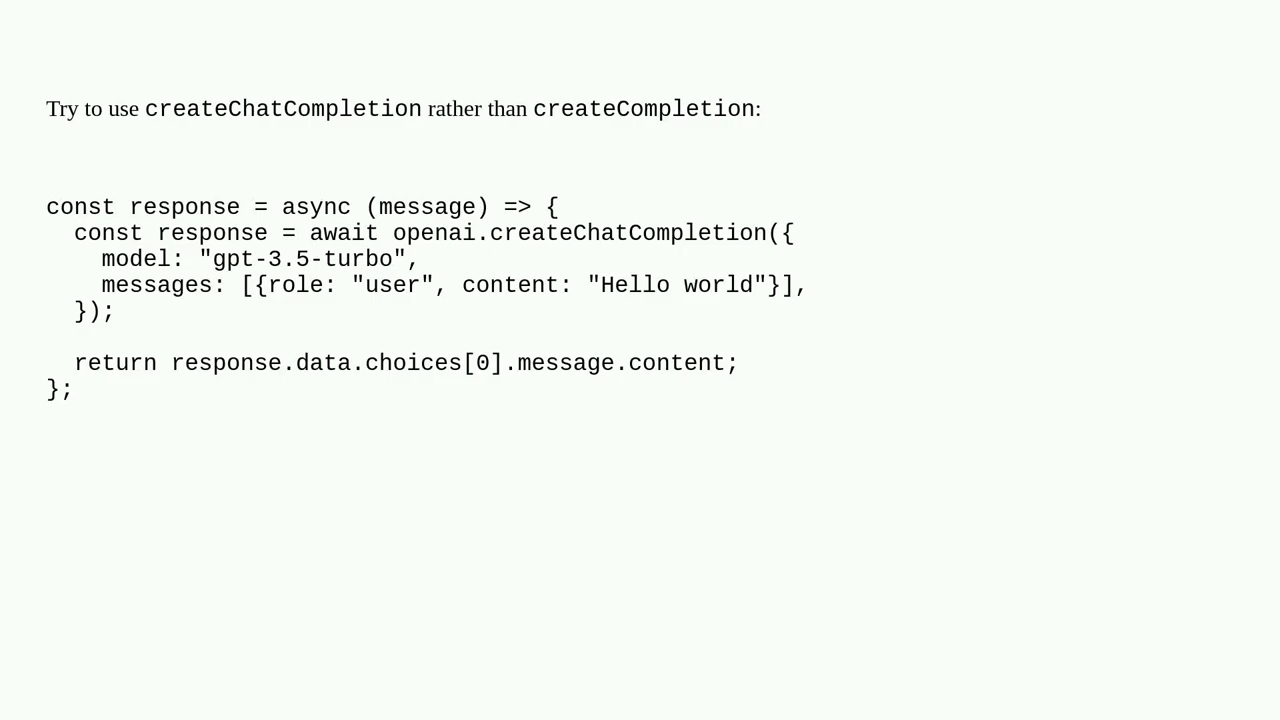 Try to use createChatCompletion rather than createCompletion:
const response = async (message) => {
  const response = await openai.createChatCompletion({
    model: "gpt-3.5-turbo",
    messages: [{role: "user", content: "Hello world"}],
  });
  return response.data.choices[0].message.content;
};